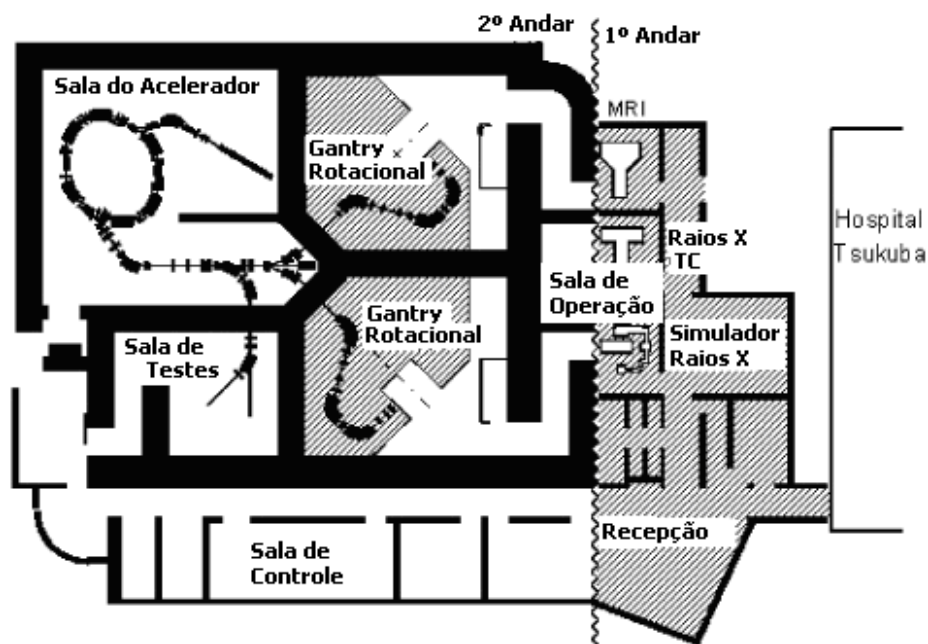 2º Andar
1º Andar
Sala do Acelerador
MRI
Gantry
Rotacional
Hospital
Tsukuba
Raios X
TC
Sala de
Operação
Gantry
Rotacional
Simulador
Raios X
Sala de
Testes
Recepção
Sala de
Controle